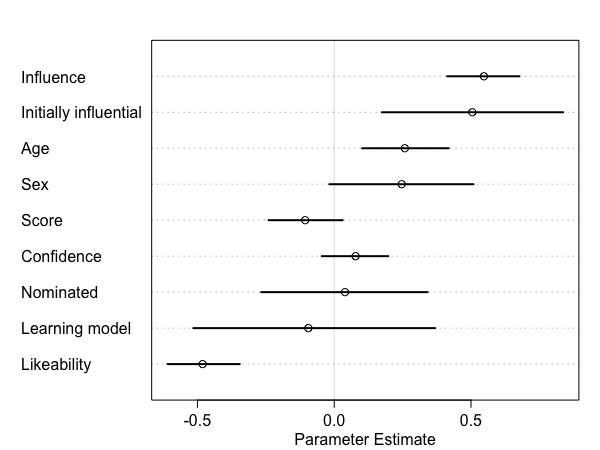 Influence
Initially influential
Age
Sex
Score
Confidence
Nominated
Learning model
Likeability
-0.5 0.0 0.5
Parameter Estimate